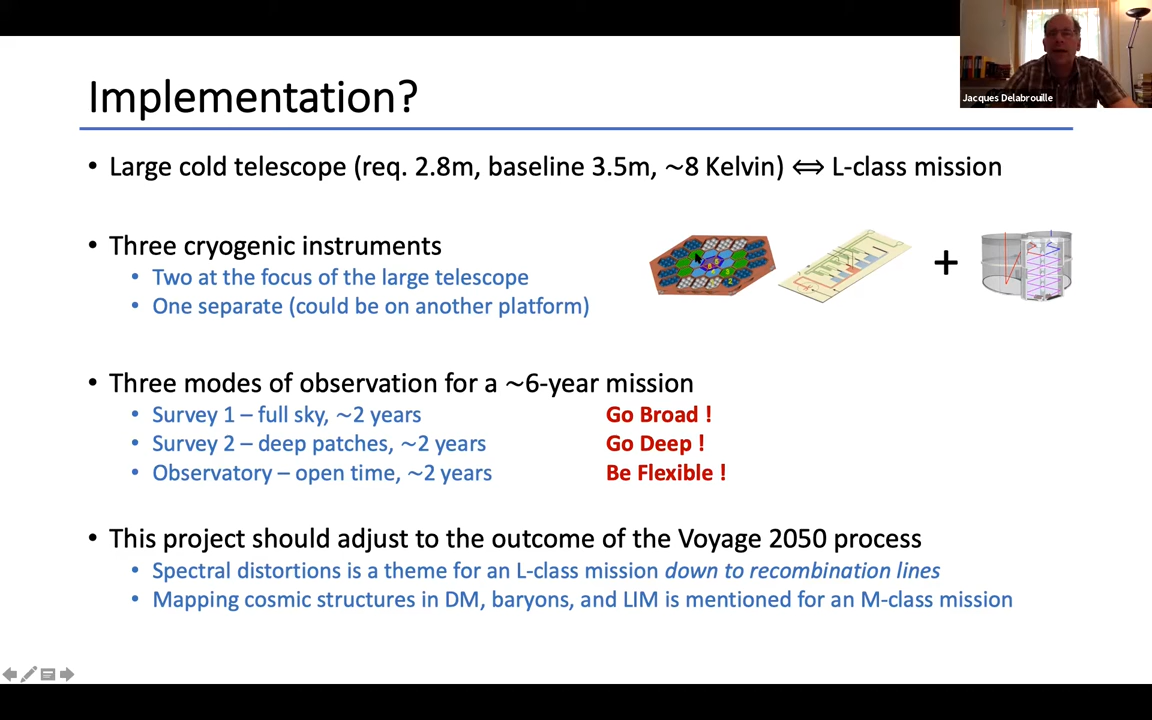 Jacques Delabrouille
Implementation?
• Large cold telescope (req. 2.8m, baseline 3.5m, ~8 Kelvin) ⟺ L-class mission
• Three cryogenic instruments
• Two at the focus of the large telescope
• One separate (could be on another platform)
+
• Three modes of observation for a ~6-year mission
• Survey 1 – full sky, ~2 years Go Broad !
• Survey 2 – deep patches, ~2 years Go Deep !
• Observatory – open time, ~2 years Be Flexible !
• This project should adjust to the outcome of the Voyage 2050 process
• Spectral distortions is a theme for an L-class mission down to recombination lines
• Mapping cosmic structures in DM, baryons, and LIM is mentioned for an M-class mission